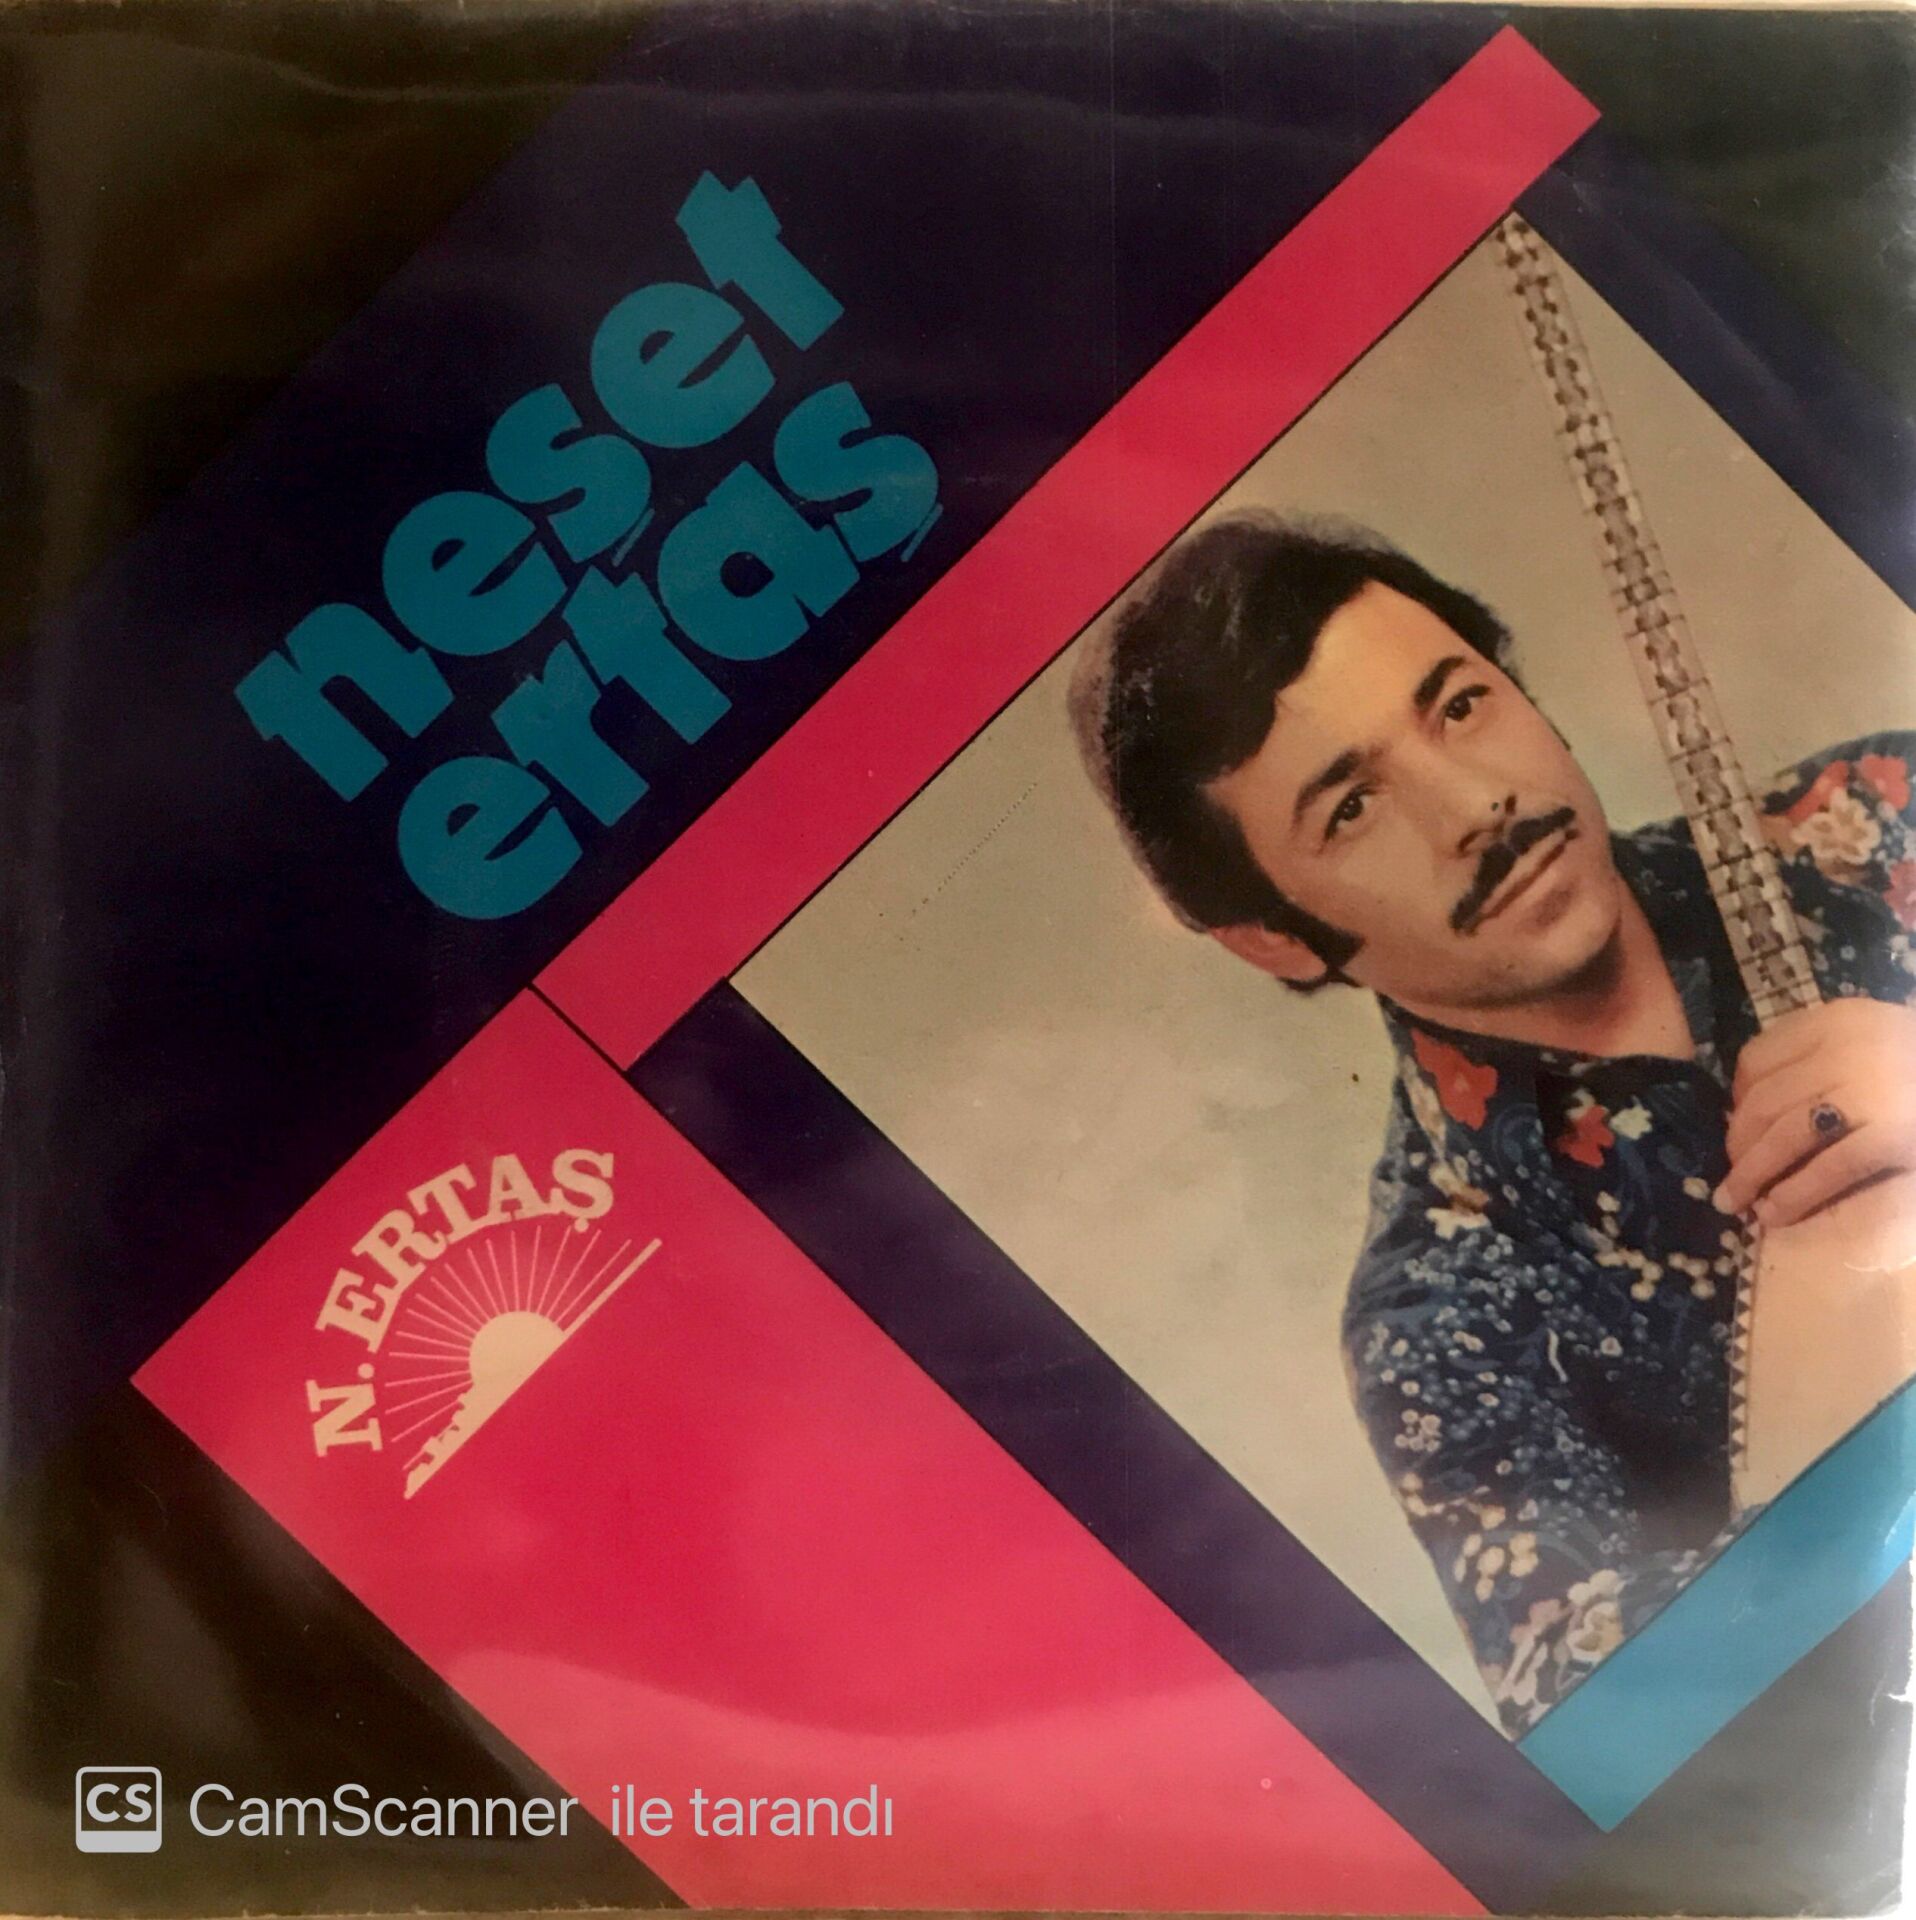 neşet
ertaş
N. ERTAŞ
CS CamScanner ile tarandı